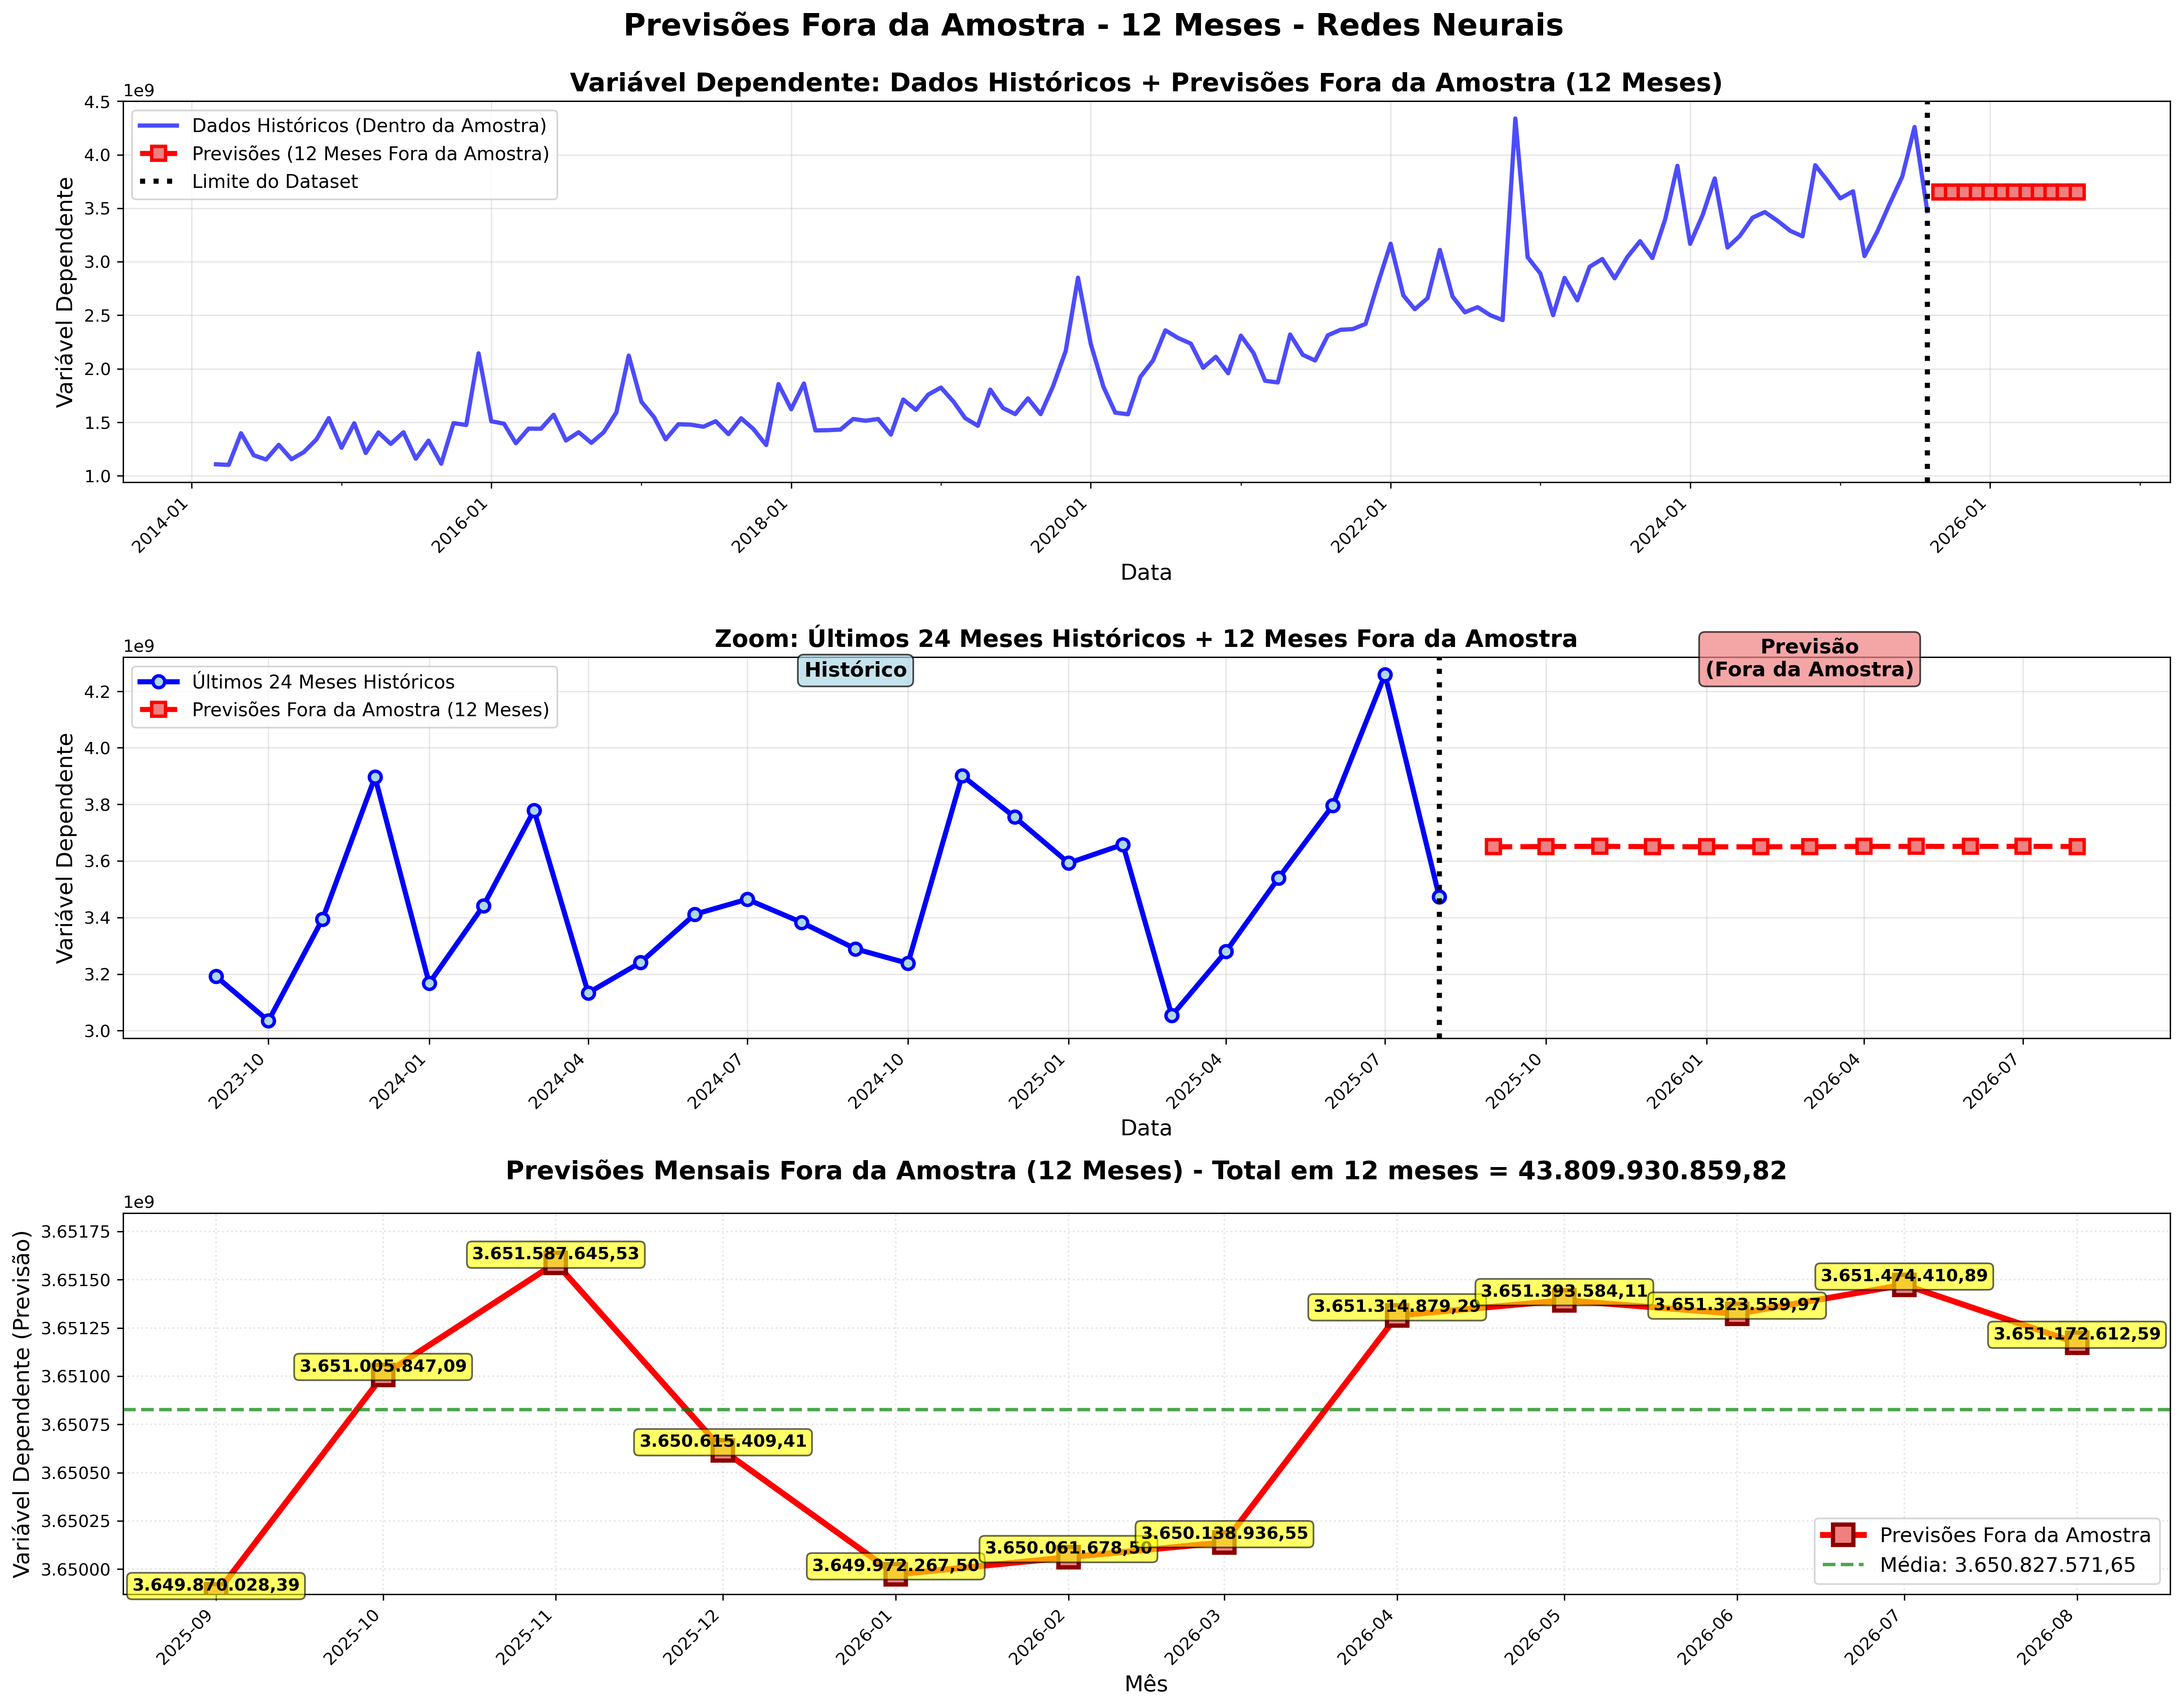 Previsões Fora da Amostra - 12 Meses - Redes Neurais
Variável Dependente: Dados Históricos + Previsões Fora da Amostra (12 Meses)
1e9
4.5
4.0
3.5
3.0
2.5
2.0
1.5
1.0
Variável Dependente
Dados Históricos (Dentro da Amostra)
Previsões (12 Meses Fora da Amostra)
Limite do Dataset
2014-01
2016-01
2018-01
2020-01
2022-01
2024-01
2026-01
Data
Zoom: Últimos 24 Meses Históricos + 12 Meses Fora da Amostra
1e9
Histórico
Previsão
(Fora da Amostra)
Últimos 24 Meses Históricos
Previsões Fora da Amostra (12 Meses)
4.2
4.0
3.8
3.6
3.4
3.2
3.0
Variável Dependente
2023-10
2024-01
2024-04
2024-07
2024-10
2025-01
2025-04
2025-07
2025-10
2026-01
2026-04
2026-07
Data
Previsões Mensais Fora da Amostra (12 Meses) - Total em 12 meses = 43.809.930.859,82
1e9
3.65175
3.65150
3.65125
3.65100
3.65075
3.65050
3.65025
3.65000
Variável Dependente (Previsão)
3.649.870.028,39
3.651.005.847,09
3.651.587.645,53
3.650.615.409,41
3.649.972.267,50
3.650.061.678,50
3.650.138.936,55
3.651.314.879,29
3.651.393.584,11
3.651.323.559,97
3.651.474.410,89
3.651.172.612,59
Previsões Fora da Amostra
Média: 3.650.827.571,65
2025-09
2025-10
2025-11
2025-12
2026-01
2026-02
2026-03
2026-04
2026-05
2026-06
2026-07
2026-08
Mês